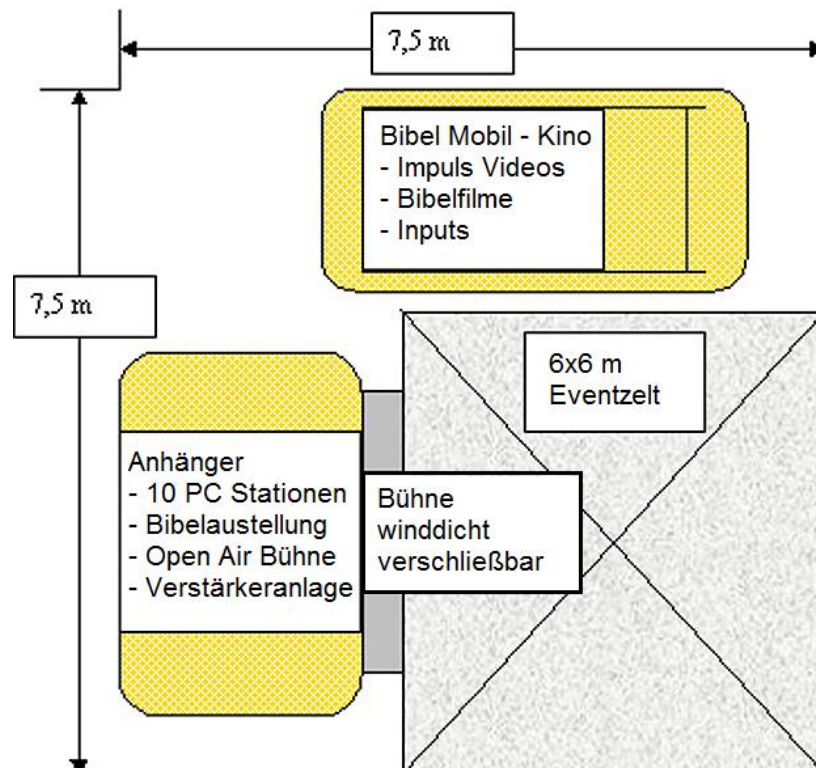 7,5 m
Bibel Mobil - Kino
- Impuls Videos
- Bibelfilme
- Inputs
7,5 m
6x6 m
Eventzelt
Anhänger
- 10 PC Stationen
- Bibelaustellung
- Open Air Bühne
- Verstärkeranlage
Bühne
winddicht
verschließbar